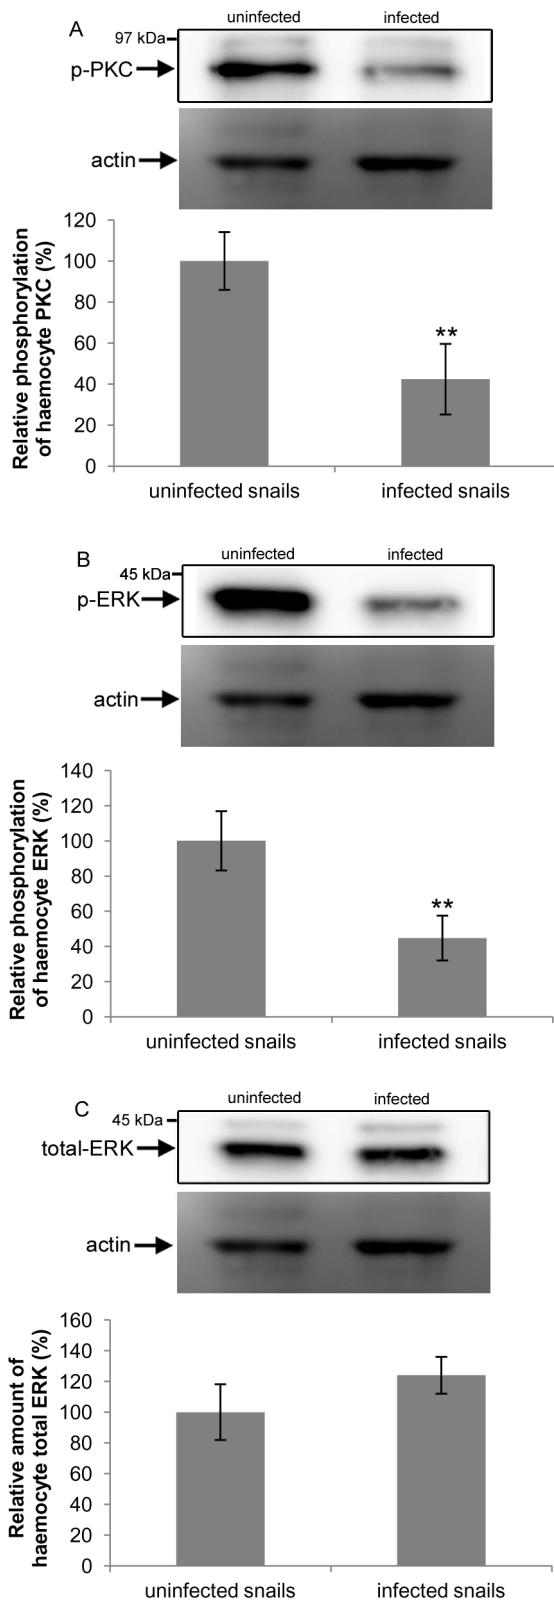 A
uninfected infected
97 kDa
p-PKC
actin
Relative phosphorylation
of haemocyte PKC (%)
120
100
80
60
40
20
0
**
uninfected snails infected snails
B
uninfected infected
45 kDa
p-ERK
actin
Relative phosphorylation
of haemocyte ERK (%)
140
120
100
80
60
40
20
0
**
uninfected snails infected snails
C
uninfected infected
45 kDa
total-ERK
actin
Relative amount of
haemocyte total ERK (%)
160
140
120
100
80
60
40
20
0
uninfected snails infected snails